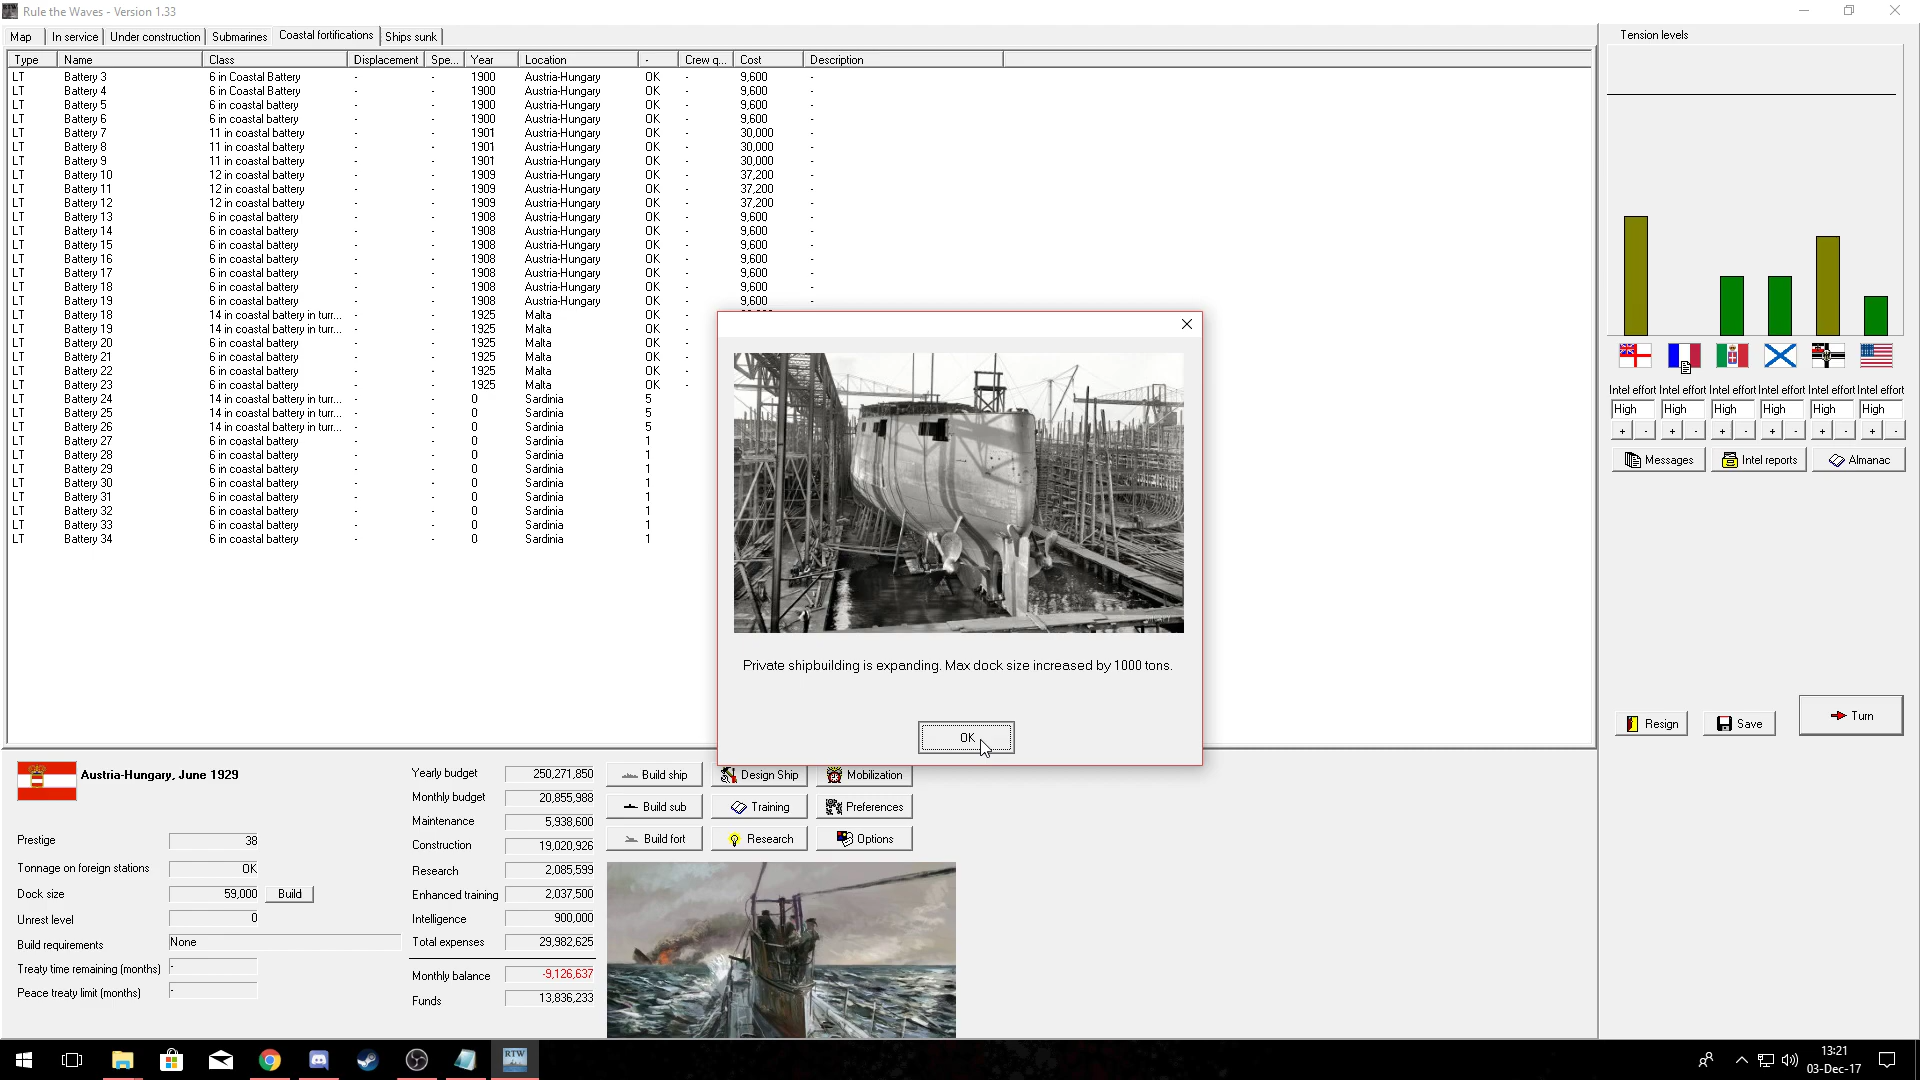 Rule the Waves - Version 1.33
Map In service Under construction Submarines Coastal fortifications Ships sunk
Type Name Class Displacement Spe... Year Location - Crew q... Cost Description
LT Battery 3 6 in Coastal Battery - - 1900 Austria-Hungary OK - 9,600 -
LT Battery 4 6 in Coastal Battery - - 1900 Austria-Hungary OK - 9,600 -
LT Battery 5 6 in coastal battery - - 1900 Austria-Hungary OK - 9,600 -
LT Battery 6 6 in coastal battery - - 1900 Austria-Hungary OK - 9,600 -
LT Battery 7 11 in coastal battery - - 1901 Austria-Hungary OK - 30,000 -
LT Battery 8 11 in coastal battery - - 1901 Austria-Hungary OK - 30,000 -
LT Battery 9 11 in coastal battery - - 1901 Austria-Hungary OK - 30,000 -
LT Battery 10 12 in coastal battery - - 1909 Austria-Hungary OK - 37,200 -
LT Battery 11 12 in coastal battery - - 1909 Austria-Hungary OK - 37,200 -
LT Battery 12 12 in coastal battery - - 1909 Austria-Hungary OK - 37,200 -
LT Battery 13 6 in coastal battery - - 1908 Austria-Hungary OK - 9,600 -
LT Battery 14 6 in coastal battery - - 1908 Austria-Hungary OK - 9,600 -
LT Battery 15 6 in coastal battery - - 1908 Austria-Hungary OK - 9,600 -
LT Battery 16 6 in coastal battery - - 1908 Austria-Hungary OK - 9,600 -
LT Battery 17 6 in coastal battery - - 1908 Austria-Hungary OK - 9,600 -
LT Battery 18 6 in coastal battery - - 1908 Austria-Hungary OK - 9,600 -
LT Battery 19 6 in coastal battery - - 1908 Austria-Hungary OK - 9,600 -
LT Battery 18 14 in coastal battery in turr... - - 1925 Malta OK -
LT Battery 19 14 in coastal battery in turr... - - 1925 Malta OK -
LT Battery 20 6 in coastal battery - - 1925 Malta OK -
LT Battery 21 6 in coastal battery - - 1925 Malta OK -
LT Battery 22 6 in coastal battery - - 1925 Malta OK -
LT Battery 23 6 in coastal battery - - 1925 Malta OK -
LT Battery 24 14 in coastal battery in turr... - - 0 Sardinia 5
LT Battery 25 14 in coastal battery in turr... - - 0 Sardinia 5
LT Battery 26 14 in coastal battery in turr... - - 0 Sardinia 5
LT Battery 27 6 in coastal battery - - 0 Sardinia 1
LT Battery 28 6 in coastal battery - - 0 Sardinia 1
LT Battery 29 6 in coastal battery - - 0 Sardinia 1
LT Battery 30 6 in coastal battery - - 0 Sardinia 1
LT Battery 31 6 in coastal battery - - 0 Sardinia 1
LT Battery 32 6 in coastal battery - - 0 Sardinia 1
LT Battery 33 6 in coastal battery - - 0 Sardinia 1
LT Battery 34 6 in coastal battery - - 0 Sardinia 1
Private shipbuilding is expanding. Max dock size increased by 1000 tons.
OK
Tension levels
Intel effort Intel effort Intel effort Intel effort Intel effort Intel effort
High High High High High High
+ - + - + - + - + - + -
Messages Intel reports Almanac
Resign Save Turn
Austria-Hungary, June 1929
Prestige 38
Tonnage on foreign stations OK
Dock size 59,000 Build
Unrest level 0
Build requirements None
Treaty time remaining (months) -
Peace treaty limit (months) -
Yearly budget 250,271,850
Monthly budget 20,855,988
Maintenance 5,938,600
Construction 19,020,926
Research 2,085,599
Enhanced training 2,037,500
Intelligence 900,000
Total expenses 29,982,625
Monthly balance -9,126,637
Funds 13,836,233
Build ship Design Ship Mobilization
Build sub Training Preferences
Build fort Research Options
RTW
13:21
03-Dec-17